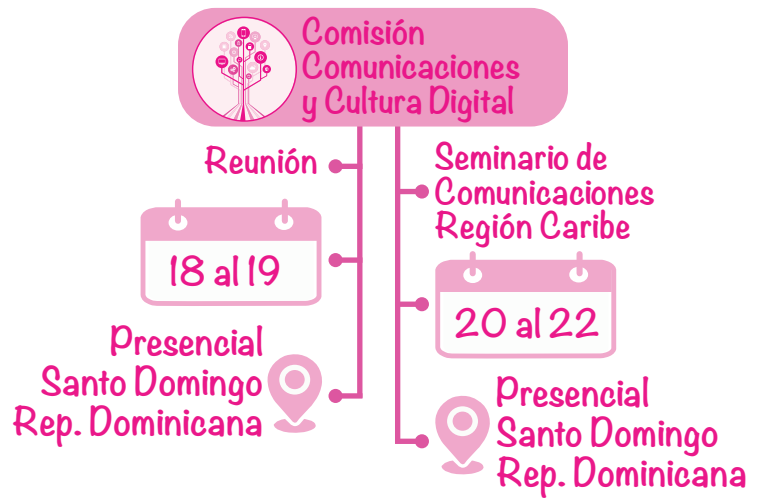 Comisión
Comunicaciones
y Cultura Digital
Reunión
18 al 19
Presencial
Santo Domingo
Rep. Dominicana
Seminario de
Comunicaciones
Región Caribe
20 al 22
Presencial
Santo Domingo
Rep. Dominicana